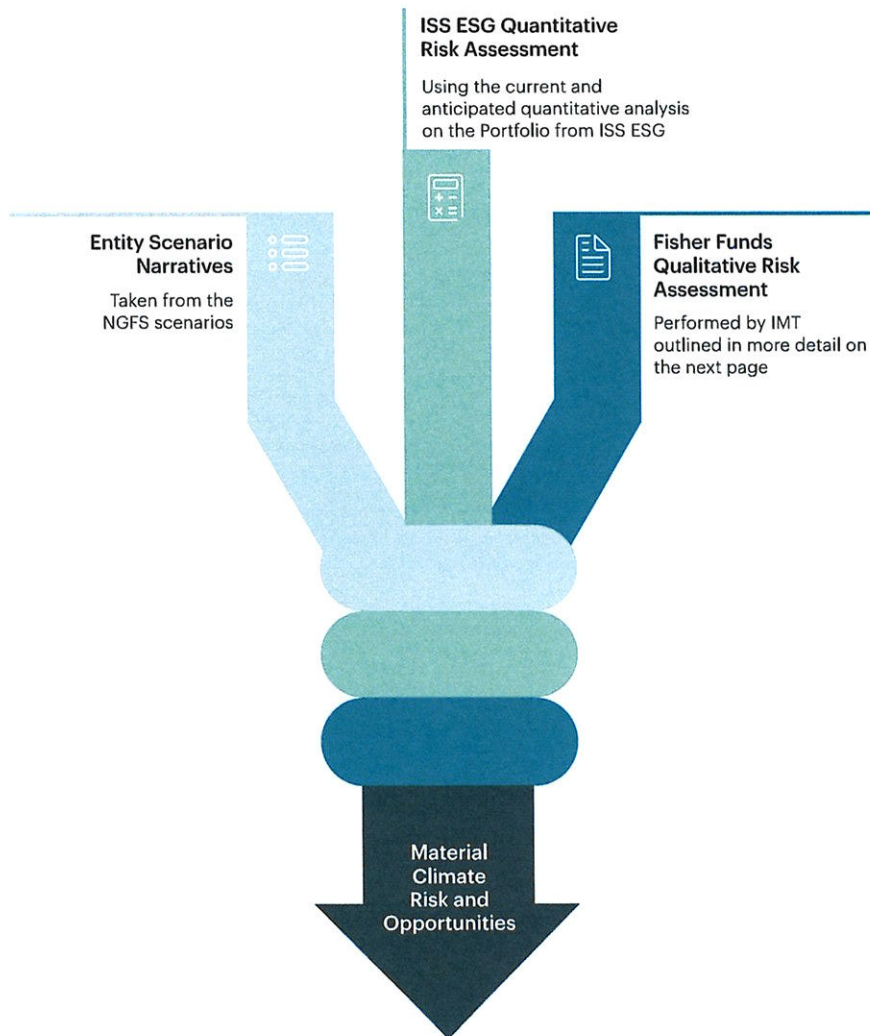 ISS ESG Quantitative
Risk Assessment
Using the current and
anticipated quantitative analysis
on the Portfolio from ISS ESG
Entity Scenario
Narratives
Taken from the
NGFS scenarios
Fisher Funds
Qualitative Risk
Assessment
Performed by IMT
outlined in more detail on
the next page
Material
Climate
Risk and
Opportunities